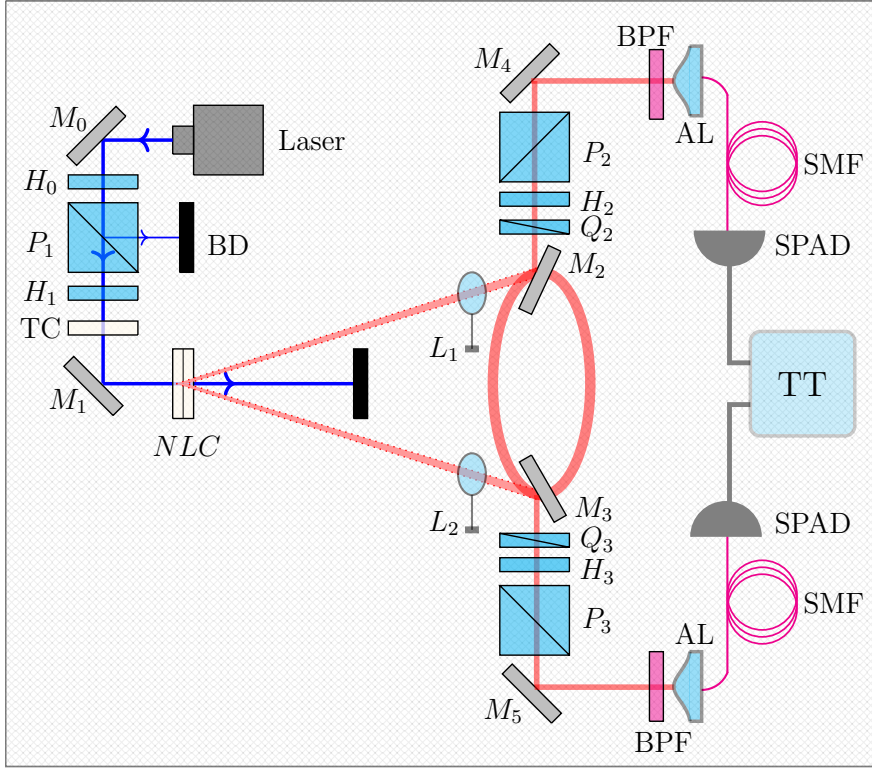 BPF
M₄
AL
M₀
Laser
P₂
SMF
H₀
H₂
Q₂
P₁
BD
SPAD
M₂
H₁
TC
L₁
TT
M₁
NLC
M₃
L₂
SPAD
Q₃
H₃
SMF
P₃
AL
M₅
BPF